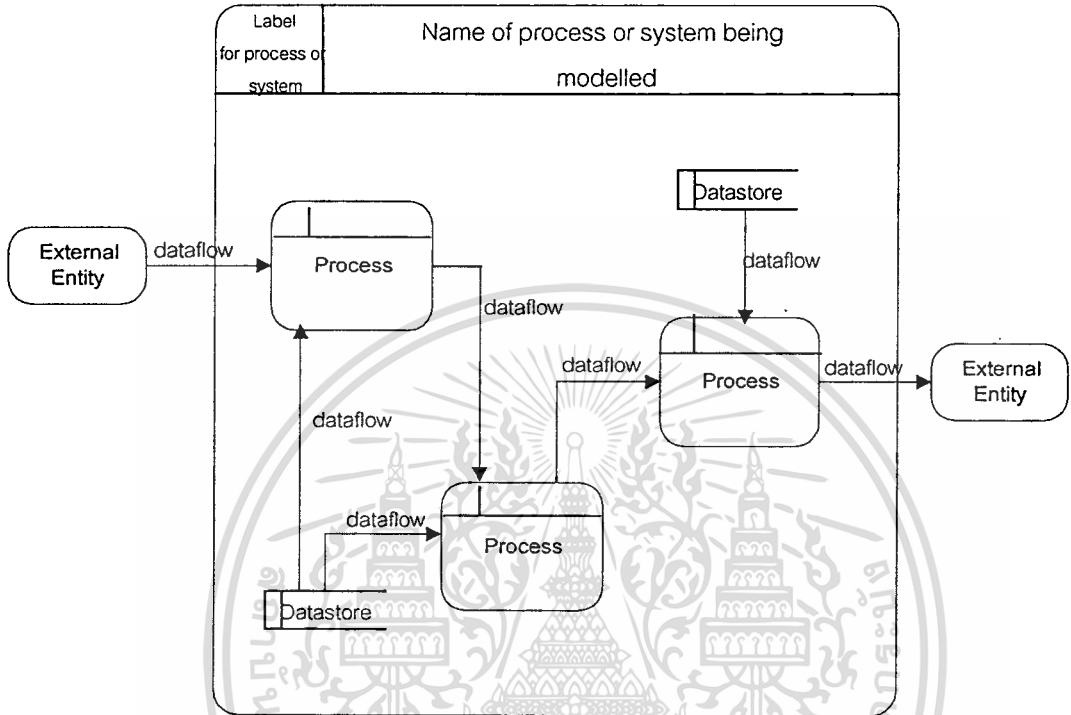 Label
for process or
system
Name of process or system being
modelled
Datastore
External
Entity
dataflow
Process
dataflow
dataflow
dataflow
Process
dataflow
External
Entity
dataflow
dataflow
Process
Datastore